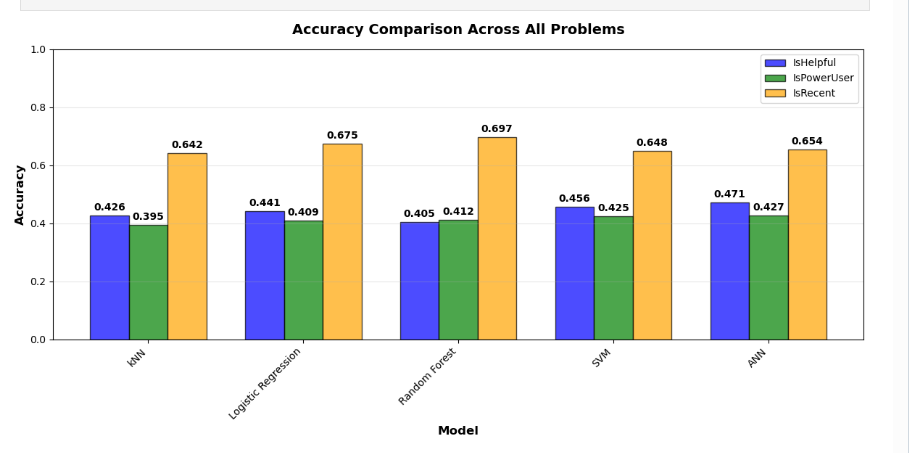 Accuracy Comparison Across All Problems
1.0
0.8
0.6
0.4
0.2
0.0
Accuracy
IsHelpful
IsPowerUser
IsRecent
0.426 0.395 0.642
0.441 0.409 0.675
0.405 0.412 0.697
0.456 0.425 0.648
0.471 0.427 0.654
kNN
Logistic Regression
Random Forest
SVM
ANN
Model